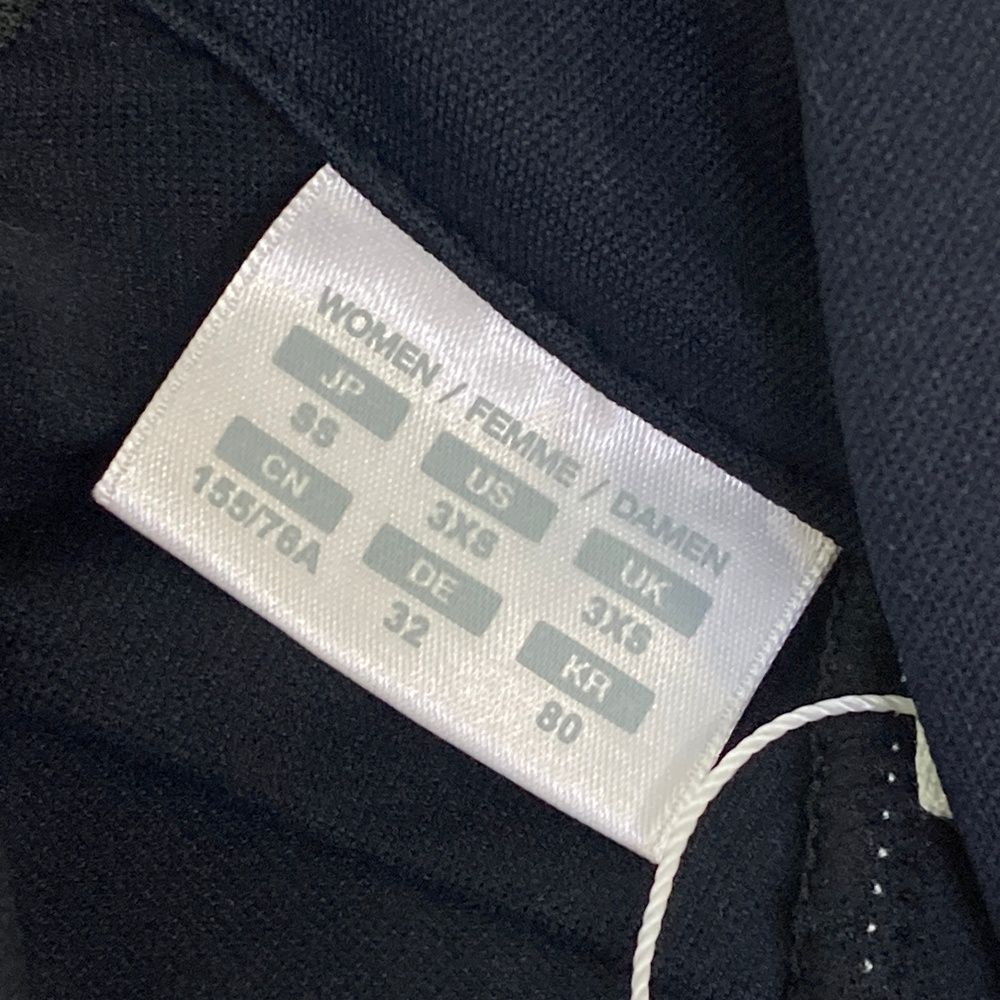 WOMEN / FEMME / DAMEN
JP US UK
SS 3XS 3XS
CN DE KR
155/76A 32 80